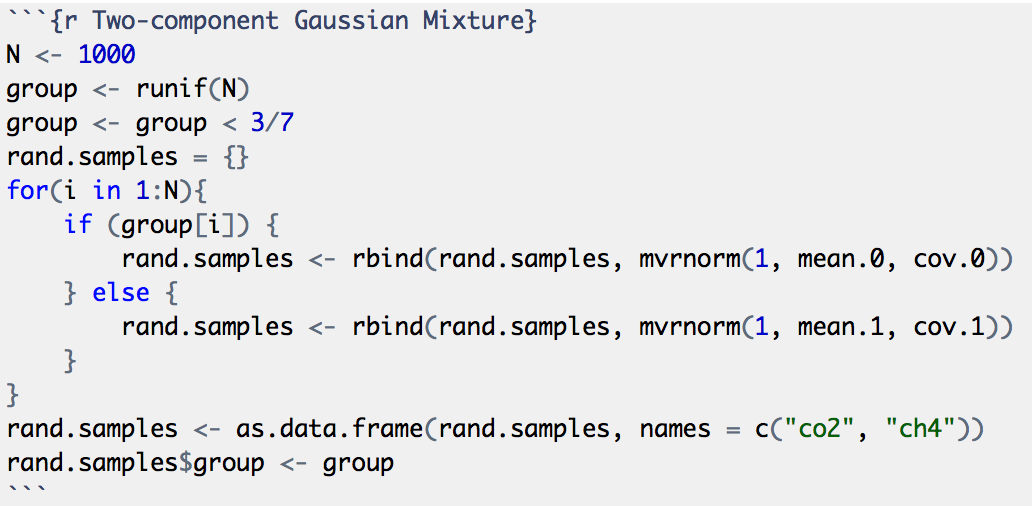 ```{r Two-component Gaussian Mixture}
N <- 1000
group <- runif(N)
group <- group < 3/7
rand.samples = {}
for(i in 1:N){
    if (group[i]) {
        rand.samples <- rbind(rand.samples, mvrnorm(1, mean.0, cov.0))
    } else {
        rand.samples <- rbind(rand.samples, mvrnorm(1, mean.1, cov.1))
    }
}
rand.samples <- as.data.frame(rand.samples, names = c("co2", "ch4"))
rand.samples$group <- group
```